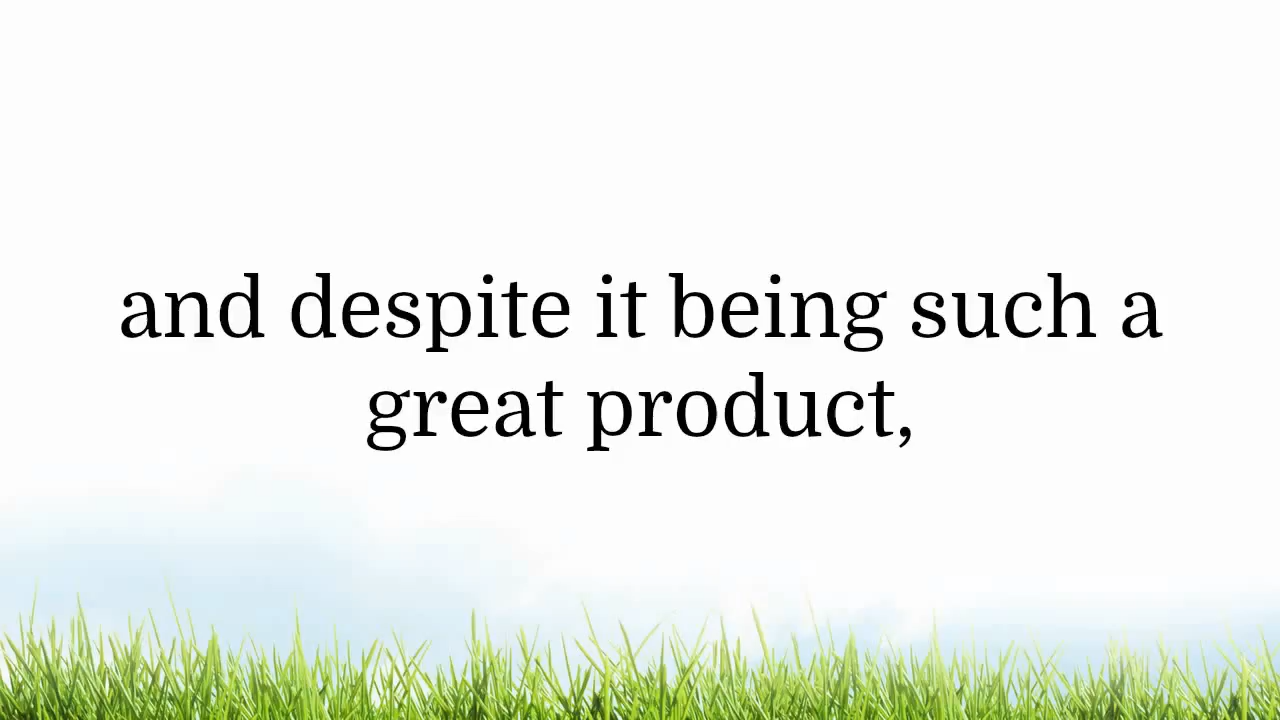 and despite it being such a
great product,